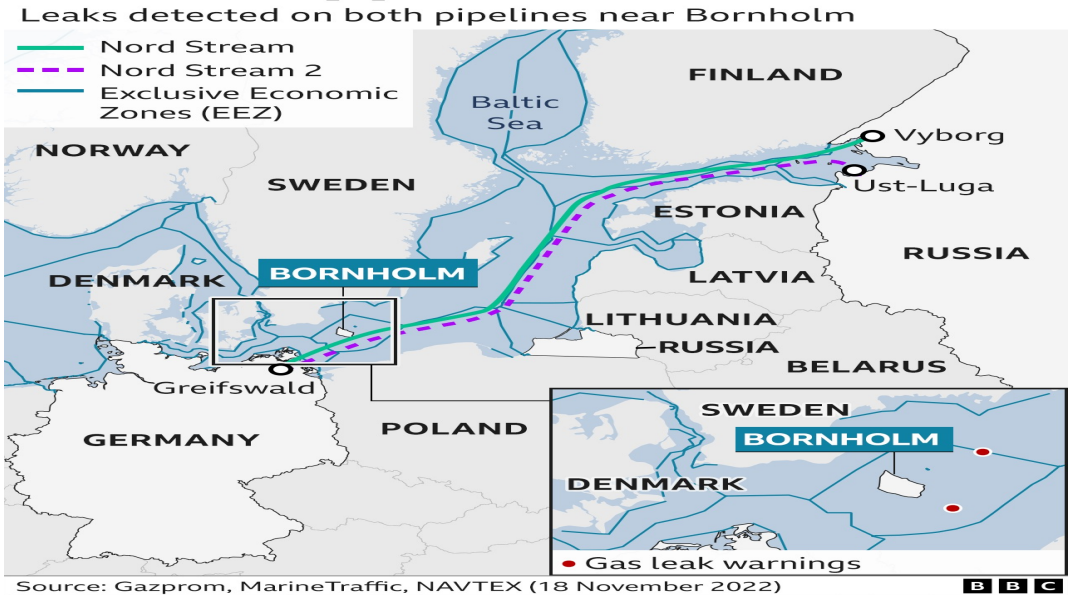 Leaks detected on both pipelines near Bornholm
Nord Stream
Nord Stream 2
Exclusive Economic
Zones (EEZ)
Baltic
Sea
FINLAND
Vyborg
NORWAY
SWEDEN
Ust-Luga
ESTONIA
RUSSIA
DENMARK
BORNHOLM
LATVIA
LITHUANIA
RUSSIA
BELARUS
Greifswald
GERMANY
POLAND
SWEDEN
BORNHOLM
DENMARK
Gas leak warnings
Source: Gazprom, MarineTraffic, NAVTEX (18 November 2022)
BBC